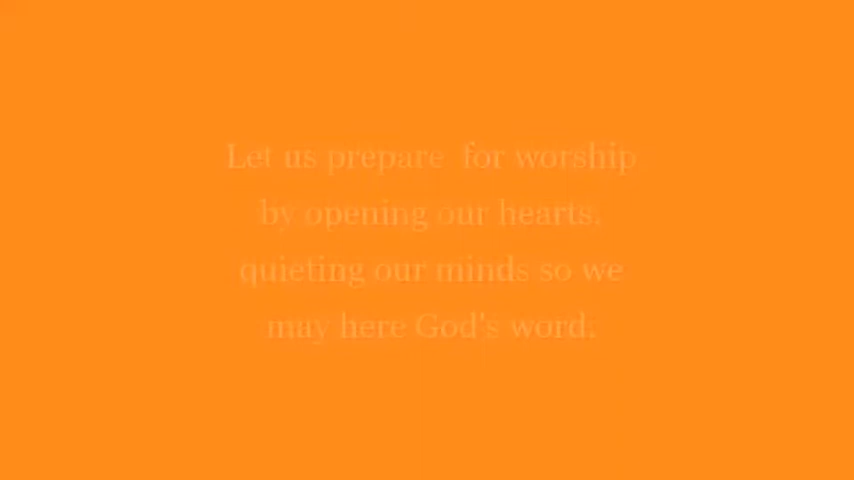 Let us prepare for worship
by opening our hearts,
quieting our minds so we
may here God's word.